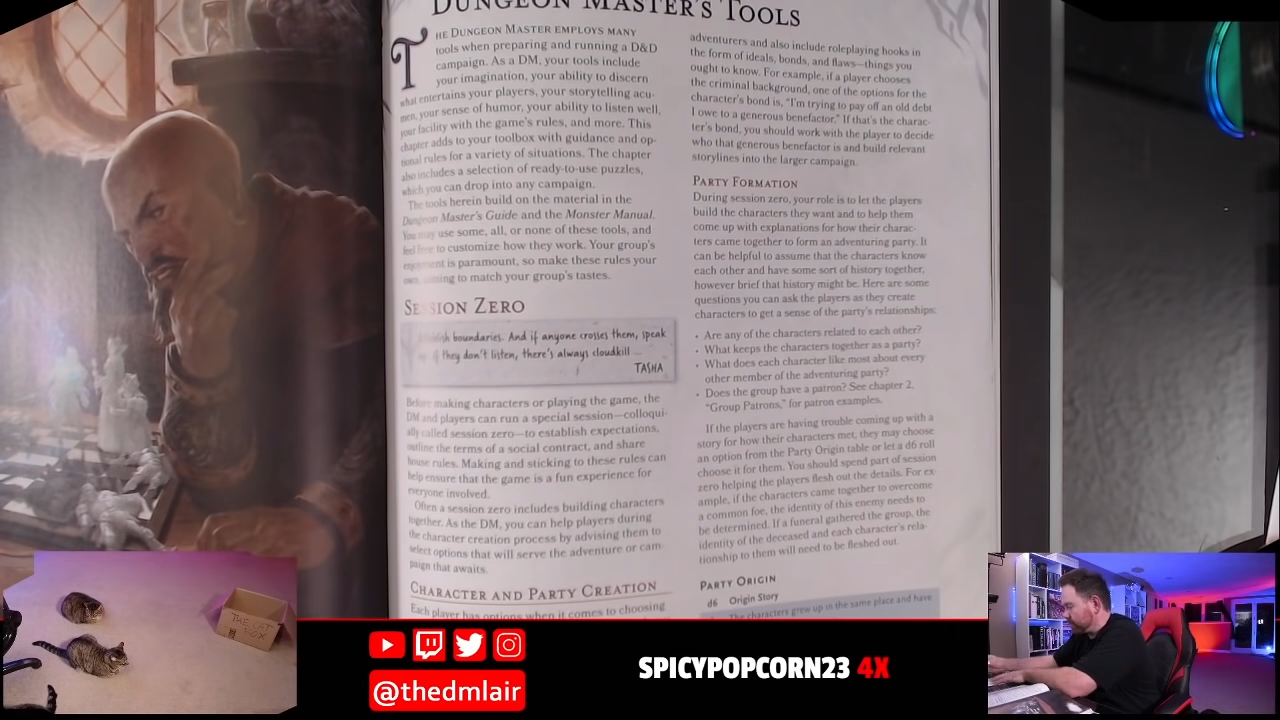 DUNGEON MASTER'S TOOLS
THE DUNGEON MASTER EMPLOYS MANY
tools when preparing and running a D&D
campaign. As a DM, your tools include
your imagination, your ability to discern
what entertains your players, your storytelling acu-
men, your sense of humor, your ability to listen well,
your facility with the game's rules, and more. This
chapter adds to your toolbox with guidance and op-
tional rules for a variety of situations. The chapter
also includes a selection of ready-to-use puzzles,
which you can drop into any campaign.
The tools herein build on the material in the
Dungeon Master's Guide and the Monster Manual.
You may use some, all, or none of these tools, and
feel free to customize how they work. Your group's
enjoyment is paramount, so make these rules your
own, aiming to match your group's tastes.
SESSION ZERO
boundaries. And if anyone crosses them, speak
they don't listen, there's always cloudkill
TASHA
Before making characters or playing the game, the
DM and players can run a special session—colloqui-
ally called session zero—to establish expectations,
outline the terms of a social contract, and share
house rules. Making and sticking to these rules can
help ensure that the game is a fun experience for
everyone involved.
Often a session zero includes building characters
together. As the DM, you can help players during
the character creation process by advising them to
select options that will serve the adventure or cam-
paign that awaits.
CHARACTER AND PARTY CREATION
Each player has options when it comes to choosing
adventurers and also include roleplaying hooks in
the form of ideals, bonds, and flaws—things you
ought to know. For example, if a player chooses
the criminal background, one of the options for the
character's bond is, "I'm trying to pay off an old debt
I owe to a generous benefactor." If that's the charac-
ter's bond, you should work with the player to decide
who that generous benefactor is and build relevant
storylines into the larger campaign.
PARTY FORMATION
During session zero, your role is to let the players
build the characters they want and to help them
come up with explanations for how their charac-
ters came together to form an adventuring party. It
can be helpful to assume that the characters know
each other and have some sort of history together,
however brief that history might be. Here are some
questions you can ask the players as they create
characters to get a sense of the party's relationships:
• Are any of the characters related to each other?
• What keeps the characters together as a party?
• What does each character like most about every
other member of the adventuring party?
• Does the group have a patron? See chapter 2,
"Group Patrons," for patron examples.
If the players are having trouble coming up with a
story for how their characters met, they may choose
an option from the Party Origin table or let a d6 roll
choose it for them. You should spend part of session
zero helping the players flesh out the details. For ex
ample, if the characters came together to overcome
a common foe, the identity of this enemy needs to
be determined. If a funeral gathered the group, the
identity of the deceased and each character's rela-
tionship to them will need to be fleshed out.
PARTY ORIGIN
d6 Origin Story
The characters grew up in the same place and have
THE CAT
BOX
@thedmlair
SPICYPOPCORN23 4X